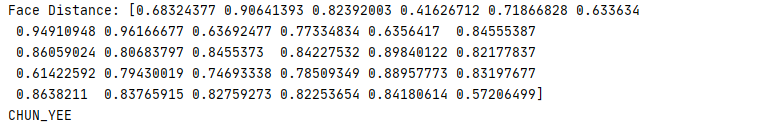 Face Distance: [0.68324377 0.90641393 0.82392003 0.41626712 0.71866828 0.633634
0.94910948 0.96166677 0.63692477 0.77334834 0.6356417  0.84555387
0.86059024 0.80683797 0.8455373  0.84227532 0.89840122 0.82177837
0.61422592 0.79430019 0.74693338 0.78509349 0.88957773 0.83197677
0.8638211  0.83765915 0.82759273 0.82253654 0.84180614 0.57206499]
CHUN_YEE